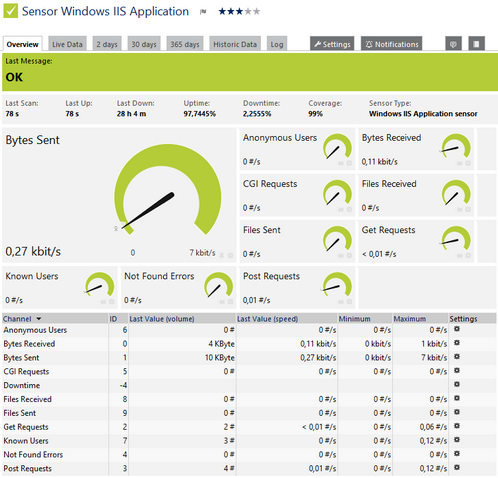 Sensor Windows IIS Application
Overview Live Data 2 days 30 days 365 days Historic Data Log Settings Notifications
Last Message:
OK
Last Scan: Last Up: Last Down: Uptime: Downtime: Coverage: Sensor Type:
78 s 78 s 28 h 4 m 97,7445% 2,2555% 99% Windows IIS Application sensor
Bytes Sent
0 7 kbit/s
0,27 kbit/s
Anonymous Users
0 #/s
Bytes Received
0,11 kbit/s
CGI Requests
0 #/s
Files Received
0 #/s
Files Sent
0 #/s
Get Requests
< 0,01 #/s
Known Users
0 #/s
Not Found Errors
0 #/s
Post Requests
0,01 #/s
Channel ID Last Value (volume) Last Value (speed) Minimum Maximum Settings
Anonymous Users 6 0 # 0 #/s 0 #/s 0 #/s
Bytes Received 0 4 KByte 0,11 kbit/s 0 kbit/s 1 kbit/s
Bytes Sent 1 10 KByte 0,27 kbit/s 0 kbit/s 7 kbit/s
CGI Requests 5 0 # 0 #/s 0 #/s 0 #/s
Downtime -4
Files Received 8 0 # 0 #/s 0 #/s 0 #/s
Files Sent 9 0 # 0 #/s 0 #/s 0 #/s
Get Requests 2 2 # < 0,01 #/s 0 #/s 0,06 #/s
Known Users 7 3 # 0 #/s 0 #/s 0,12 #/s
Not Found Errors 4 0 # 0 #/s 0 #/s 0 #/s
Post Requests 3 4 # 0,01 #/s 0 #/s 0,12 #/s